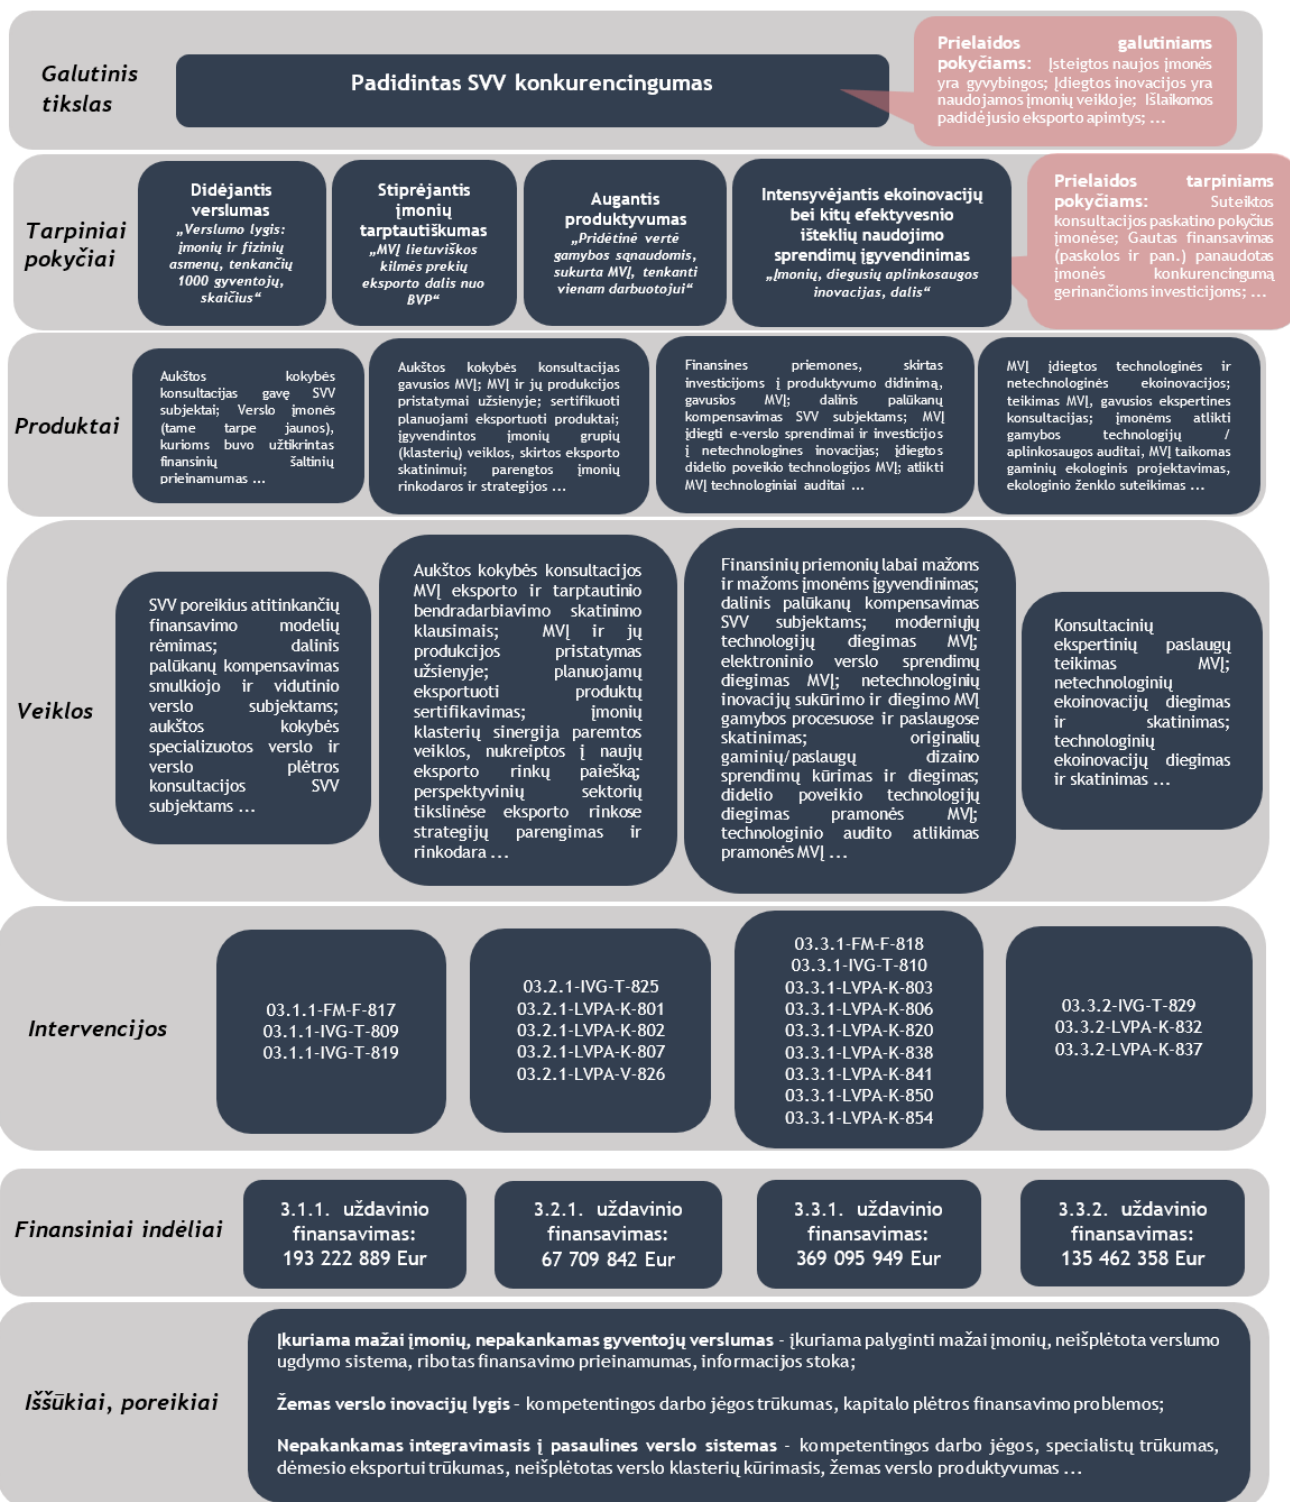 Galutinis
tikslas
Padidintas SVV konkurencingumas
Prielaidos galutiniams
pokyčiams: Įsteigtos naujos įmonės
yra gyvybingos; Įdiegtos inovacijos yra
naudojamos įmonių veikloje; Išlaikomos
padidėjusio eksporto apimtys; ...
Tarpiniai
pokyčiai
Didėjantis
verslumas
„Verslumo lygis:
įmonių ir fizinių
asmenų, tenkančių
1000 gyventojų,
skaičius“
Stiprėjantis
įmonių
tarptautiškumas
„MVĮ lietuviškos
kilmės prekių
eksporto dalis nuo
BVP“
Augantis
produktyvumas
„Pridėtinė vertė
gamybos sąnaudomis,
sukurta MVĮ, tenkanti
vienam darbuotojui“
Intensyvėjantis ekoinovacijų
bei kitų efektyvesnio
išteklių naudojimo
sprendimų įgyvendinimas
„Įmonių, diegusių aplinkosaugos
inovacijas, dalis“
Prielaidos tarpiniams
pokyčiams: Suteiktos
konsultacijos paskatino pokyčius
įmonėse; Gautas finansavimas
(paskolos ir pan.) panaudotas
įmonės konkurencingumą
gerinančioms investicijoms; ...
Produktai
Aukštos kokybės
konsultacijas gavę SVV
subjektai; Verslo įmonės
(tame tarpe jaunos),
kurioms buvo užtikrintas
finansinių šaltinių
prieinamumas ...
Aukštos kokybės konsultacijas
gavusios MVĮ; MVĮ ir jų produkcijos
pristatymai užsienyje; sertifikuoti
planuojami eksportuoti produktai;
įgyvendintos įmonių grupių
(klasterių) veiklos, skirtos eksporto
skatinimui; parengtos įmonių
rinkodaros ir strategijos ...
Finansines priemones, skirtas
investicijoms į produktyvumo didinimą,
gavusios MVĮ; dalinis palūkanų
kompensavimas SVV subjektams; MVĮ
įdiegti e-verslo sprendimai ir investicijos
į netechnologines inovacijas; įdiegtos
didelio poveikio technologijos MVĮ; atlikti
MVĮ technologiniai auditai ...
MVĮ įdiegtos technologinės ir
netechnologinės ekoinovacijos;
teikimas MVĮ, gavusios ekspertines
konsultacijas; įmonėms atlikti
gamybos technologijų /
aplinkosaugos auditai, MVĮ taikomas
gaminių ekologinis projektavimas,
ekologinio ženklo suteikimas ...
Veiklos
SVV poreikius atitinkančių
finansavimo modelių
rėmimas; dalinis
palūkanų kompensavimas
smulkiojo ir vidutinio
verslo subjektams;
aukštos kokybės
specializuotos verslo ir
verslo plėtros
konsultacijos SVV
subjektams ...
Aukštos kokybės konsultacijos
MVĮ eksporto ir tarptautinio
bendradarbiavimo skatinimo
klausimais; MVĮ ir jų
produkcijos pristatymas
užsienyje; planuojamų
eksportuoti produktų
sertifikavimas; įmonių
klasterių sinergija paremtos
veiklos, nukreiptos į naujų
eksporto rinkų paiešką;
perspektyvinių sektorių
tikslinėse eksporto rinkose
strategijų parengimas ir
rinkodara ...
Finansinių priemonių labai mažoms
ir mažoms įmonėms įgyvendinimas;
dalinis palūkanų kompensavimas
SVV subjektams; moderniųjų
technologijų diegimas MVĮ;
elektroninio verslo sprendimų
diegimas MVĮ; netechnologinių
inovacijų sukūrimo ir diegimo MVĮ
gamybos procesuose ir paslaugose
skatinimas; originalių
gaminių/paslaugų dizaino
sprendimų kūrimas ir diegimas;
didelio poveikio technologijų
diegimas pramonės MVĮ;
technologinio audito atlikimas
pramonės MVĮ ...
Konsultacinių
ekspertinių paslaugų
teikimas MVĮ;
netechnologinių
ekoinovacijų diegimas
ir skatinimas;
technologinių
ekoinovacijų diegimas
ir skatinimas ...
Intervencijos
03.1.1-FM-F-817
03.1.1-IVG-T-809
03.1.1-IVG-T-819
03.2.1-IVG-T-825
03.2.1-LVPA-K-801
03.2.1-LVPA-K-802
03.2.1-LVPA-K-807
03.2.1-LVPA-V-826
03.3.1-FM-F-818
03.3.1-IVG-T-810
03.3.1-LVPA-K-803
03.3.1-LVPA-K-806
03.3.1-LVPA-K-820
03.3.1-LVPA-K-838
03.3.1-LVPA-K-841
03.3.1-LVPA-K-850
03.3.1-LVPA-K-854
03.3.2-IVG-T-829
03.3.2-LVPA-K-832
03.3.2-LVPA-K-837
Finansiniai indėliai
3.1.1. uždavinio
finansavimas:
193 222 889 Eur
3.2.1. uždavinio
finansavimas:
67 709 842 Eur
3.3.1. uždavinio
finansavimas:
369 095 949 Eur
3.3.2. uždavinio
finansavimas:
135 462 358 Eur
Iššūkiai, poreikiai
Įkuriama mažai įmonių, nepakankamas gyventojų verslumas - įkuriama palyginti mažai įmonių, neišplėtota verslumo
ugdymo sistema, ribotas finansavimo prieinamumas, informacijos stoka;
Žemas verslo inovacijų lygis - kompetentingos darbo jėgos trūkumas, kapitalo plėtros finansavimo problemos;
Nepakankamas integravimasis į pasaulines verslo sistemas - kompetentingos darbo jėgos, specialistų trūkumas,
dėmesio eksportui trūkumas, neišplėtotas verslo klasterių kūrimasis, žemas verslo produktyvumas ...